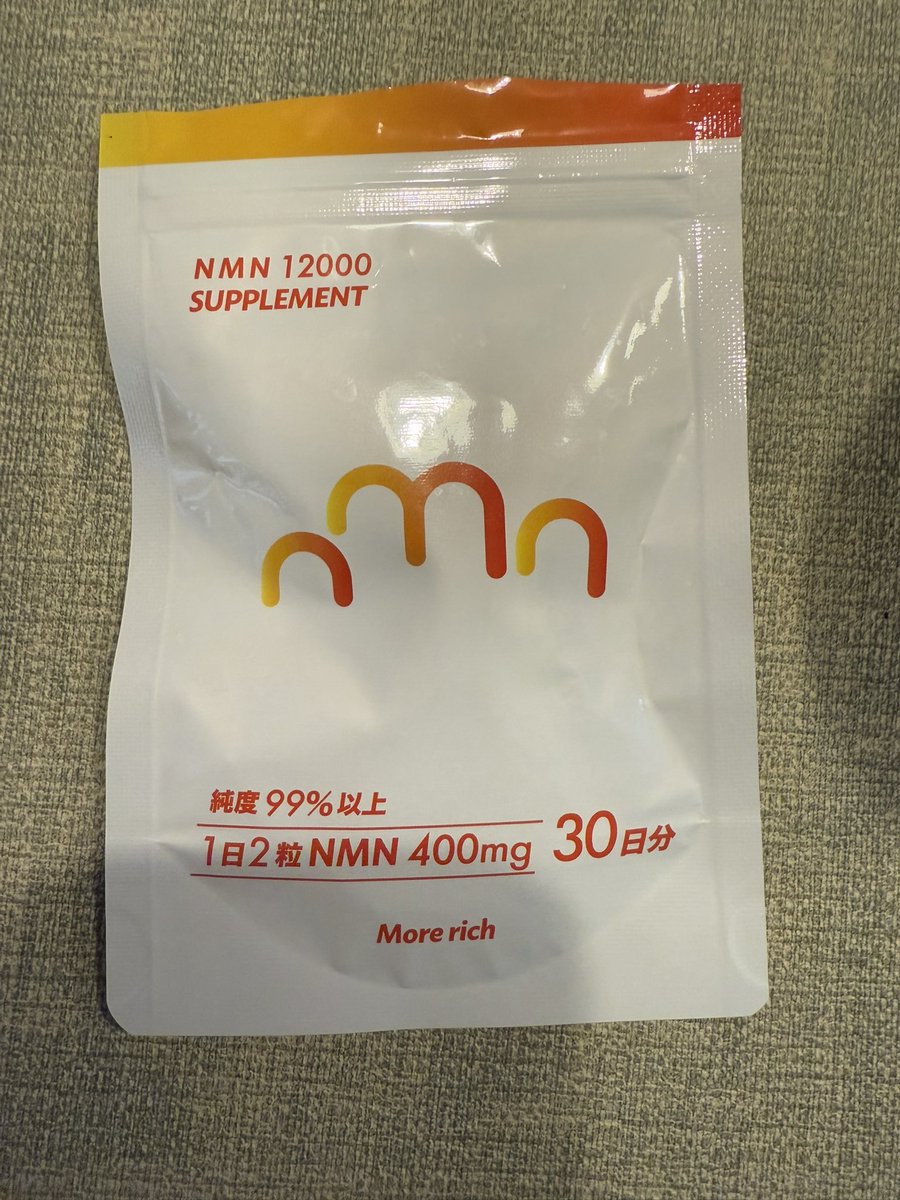 NMN 12000
SUPPLEMENT
nmn
純度 99%以上
1日2粒 NMN 400mg 30日分
More rich